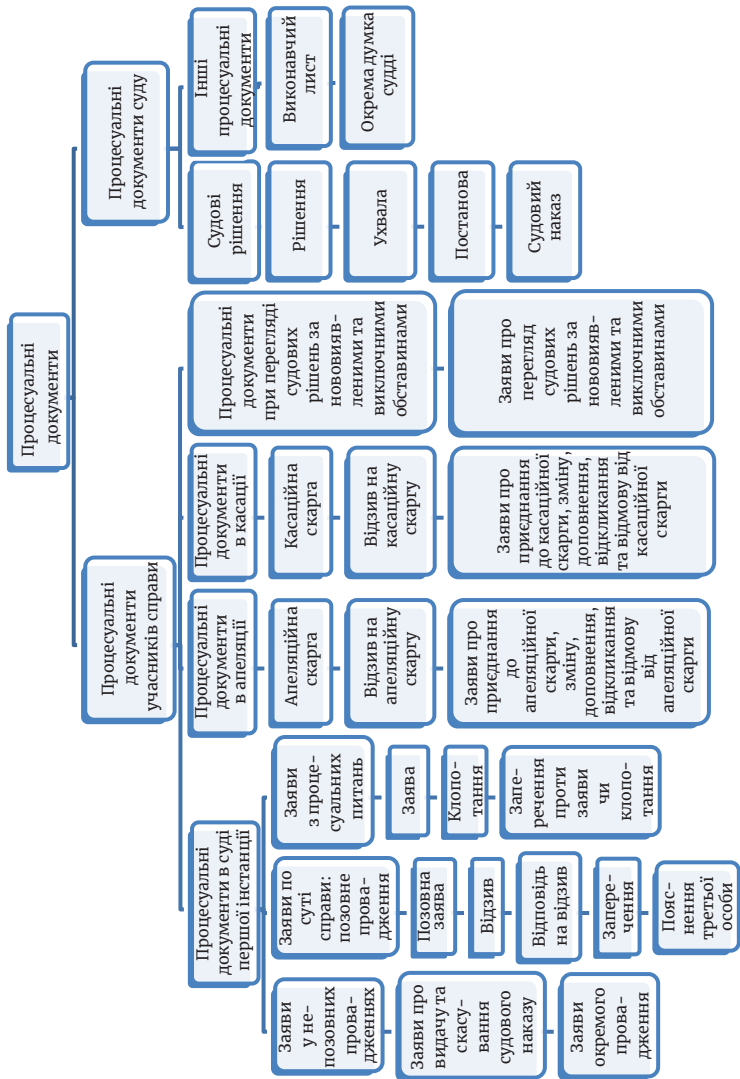 Процесуальні
документи
Процесуальні
документи
учасників справи
Процесуальні
документи суду
Процесуальні
документи в суді
першої інстанції
Процесуальні
документи
в апеляції
Процесуальні
документи
в касації
Процесуальні
документи
при перегляді
судових
рішень за
нововияв–
леними та
виключними
обставинами
Судові
рішення
Інші
процесуальні
документи
Заяви
у не–
позовних
прова–
дженнях
Заяви про
видачу та
скасу–
вання
судового
наказу
Заяви
окремого
прова–
дження
Заяви по
суті
справи:
позовне
прова–
дження
Позовна
заява
Відзив
Відповідь
на відзив
Запере–
чення
Пояс–
нення
третьої
особи
Заяви
з проце–
суальних
питань
Заява
Клопо–
тання
Запе–
речення
проти
заяви
чи
клопо–
тання
Апеляційна
скарга
Відзив на
апеляційну
скаргу
Заяви про
приєднання
до
апеляційної
скарги,
зміну,
доповнення,
відкликання
та відмову
від
апеляційної
скарги
Касаційна
скарга
Відзив на
касаційну
скаргу
Заяви про
приєднання
до касаційної
скарги, зміну,
доповнення,
відкликання
та відмову від
касаційної
скарги
Заяви про
перегляд
судових
рішень за
нововияв–
леними та
виключними
обставинами
Рішення
Ухвала
Постанова
Судовий
наказ
Виконавчий
лист
Окрема думка
судді